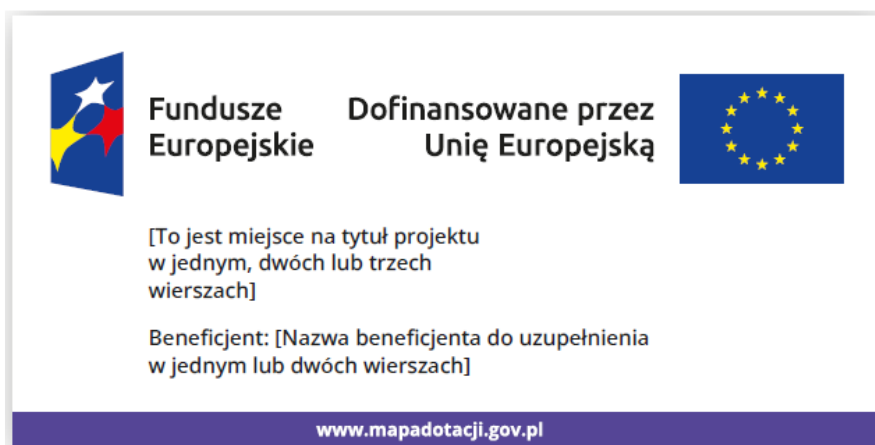 Fundusze
Europejskie
Dofinansowane przez
Unię Europejską
[To jest miejsce na tytuł projektu
w jednym, dwóch lub trzech
wierszach]
Beneficjent: [Nazwa beneficjenta do uzupełnienia
w jednym lub dwóch wierszach]
www.mapadotacji.gov.pl